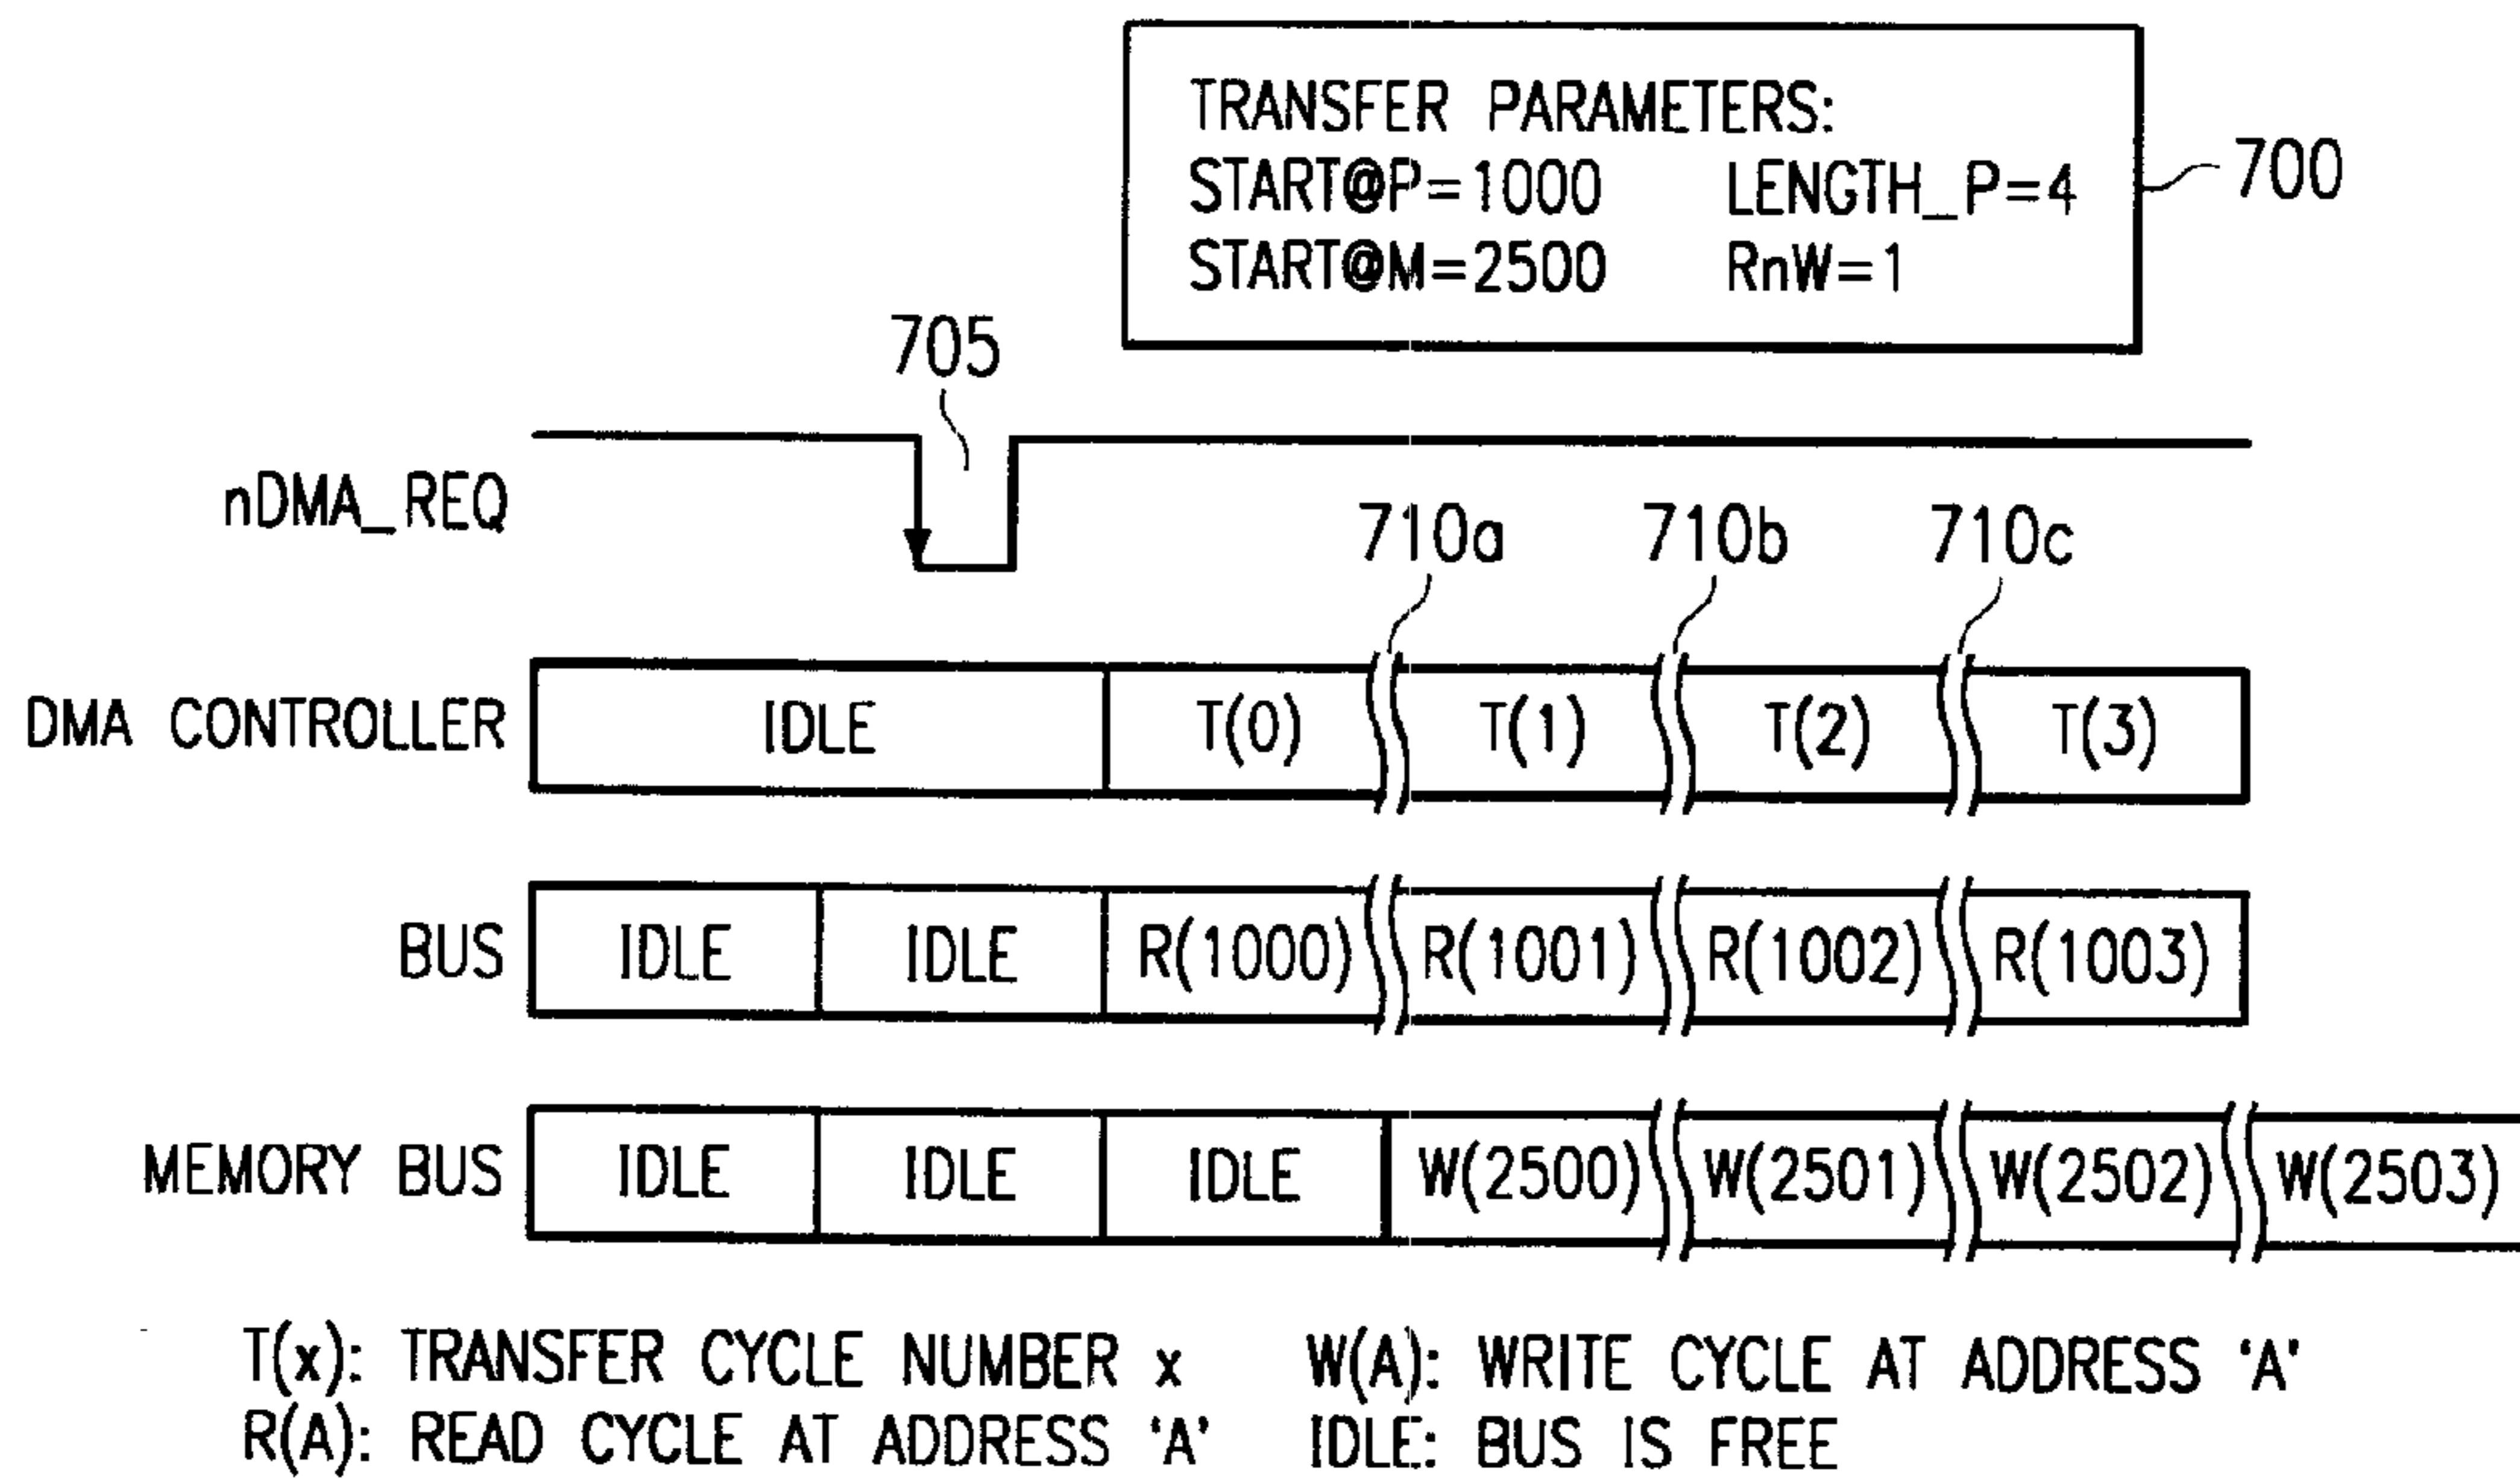 TRANSFER PARAMETERS:
START@P=1000 LENGTH_P=4
START@M=2500 RnW=1
700
705
nDMA_REQ
710a 710b 710c
DMA CONTROLLER IDLE T(0) T(1) T(2) T(3)
BUS IDLE IDLE R(1000) R(1001) R(1002) R(1003)
MEMORY BUS IDLE IDLE IDLE W(2500) W(2501) W(2502) W(2503)
T(x): TRANSFER CYCLE NUMBER x W(A): WRITE CYCLE AT ADDRESS 'A'
R(A): READ CYCLE AT ADDRESS 'A' IDLE: BUS IS FREE